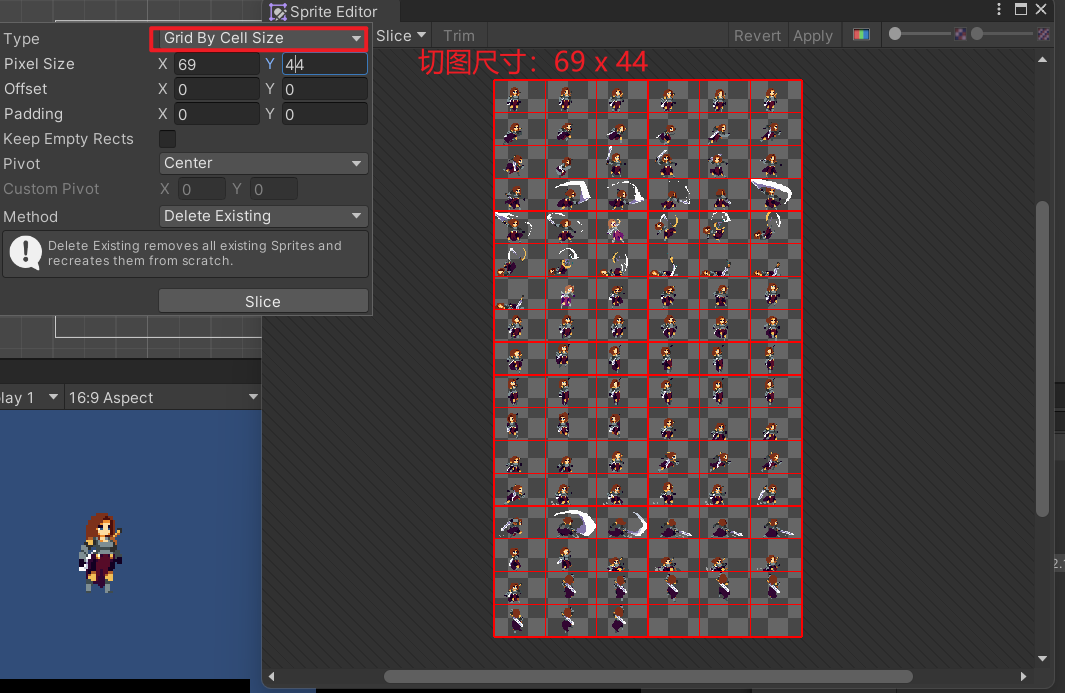 Sprite Editor
Type Grid By Cell Size Slice Trim Revert Apply
切图尺寸：69 x 44
Pixel Size X 69 Y 44
Offset X 0 Y 0
Padding X 0 Y 0
Keep Empty Rects
Pivot Center
Custom Pivot X 0 Y 0
Method Delete Existing
Delete Existing removes all existing Sprites and
recreates them from scratch.
Slice
lay 1 16:9 Aspect
2.